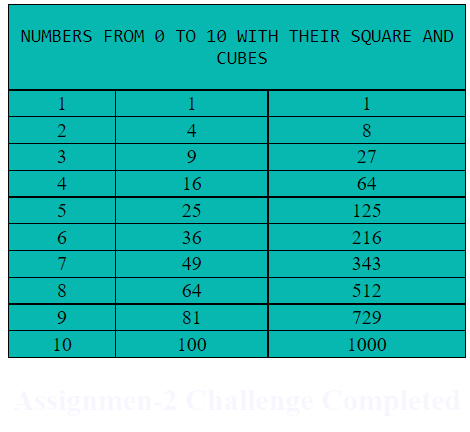 NUMBERS FROM 0 TO 10 WITH THEIR SQUARE AND
CUBES
1 1 1
2 4 8
3 9 27
4 16 64
5 25 125
6 36 216
7 49 343
8 64 512
9 81 729
10 100 1000
Assignmen-2 Challenge Completed